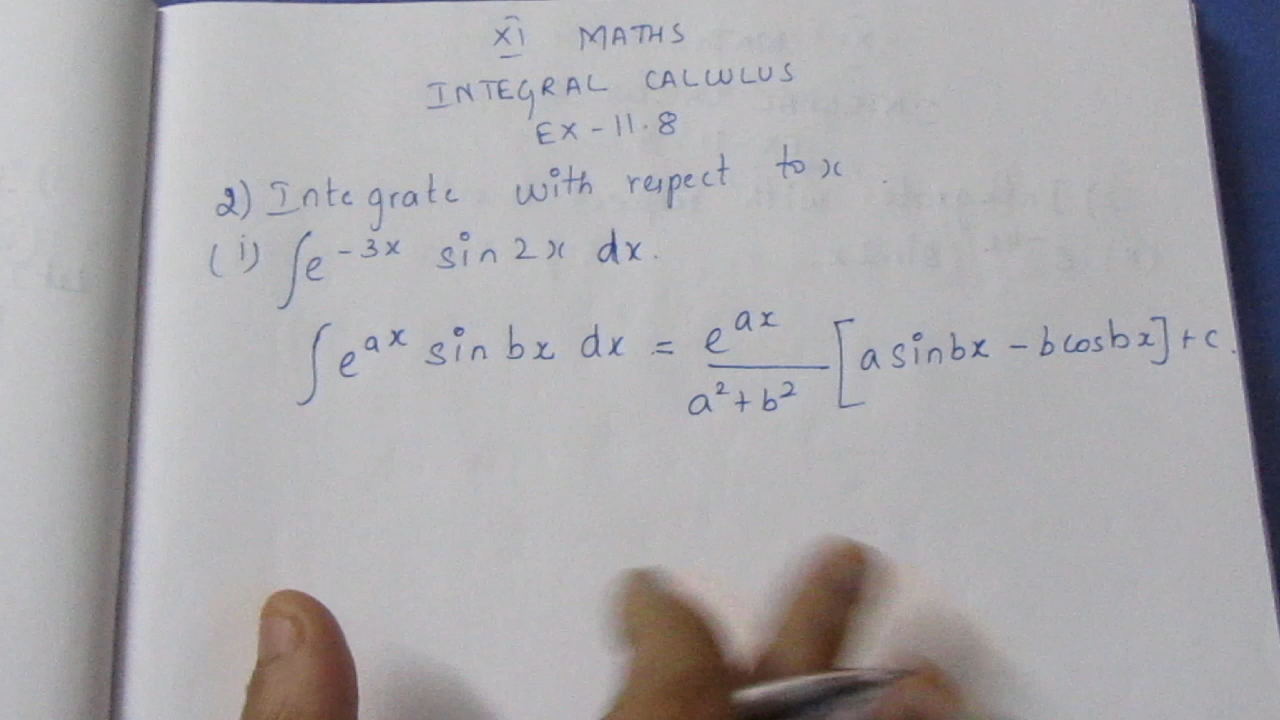 XI MATHS
INTEGRAL CALCULUS
EX - 11.8
2) Integrate with respect to x.
(i) ∫e^{-3x} sin 2x dx.
∫e^{ax} sin bx dx = e^{ax}/(a²+b²) [a sin bx - b cos bx] + c.